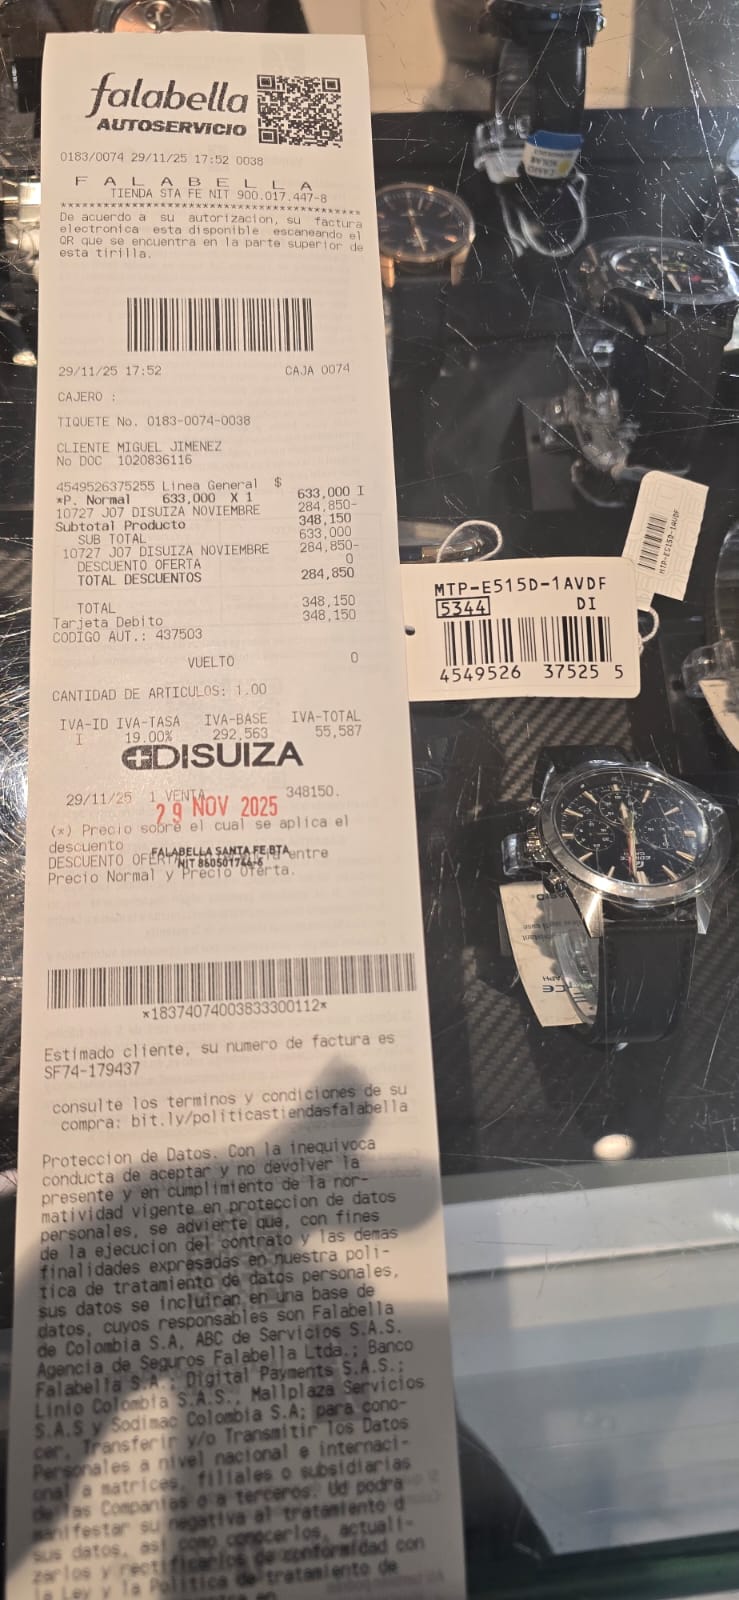 falabella
AUTOSERVICIO
0183/0074 29/11/25 17:52 0038
F A L A B E L L A
TIENDA STA FE NIT 900.017.447-8
****************************************
De acuerdo a su autorizacion, su factura
electronica esta disponible escaneando el
QR que se encuentra en la parte superior de
esta tirilla.
29/11/25 17:52 CAJA 0074
CAJERO :
TIQUETE No. 0183-0074-0038
CLIENTE MIGUEL JIMENEZ
No DOC 1020836116
4549526375255 Linea General $
*P. Normal 633,000 X 1 633,000 I
10727 J07 DISUIZA NOVIEMBRE 284,850-
Subtotal Producto 348,150
SUB TOTAL 633,000
10727 J07 DISUIZA NOVIEMBRE 284,850-
DESCUENTO OFERTA 0
TOTAL DESCUENTOS 284,850
TOTAL 348,150
Tarjeta Debito 348,150
CODIGO AUT.: 437503
VUELTO 0
CANTIDAD DE ARTICULOS: 1.00
IVA-ID IVA-TASA IVA-BASE IVA-TOTAL
I 19.00% 292,563 55,587
DISUIZA
29/11/25 1 VENTA 348150.
29 NOV 2025
(*) Precio sobre el cual se aplica el
descuento
FALABELLA SANTA FE BTA
DESCUENTO OFERTA entre
NIT 860501746-6
Precio Normal y Precio Oferta.
*18374074003833300112*
Estimado cliente, su numero de factura es
SF74-179437
consulte los terminos y condiciones de su
compra: bit.ly/politicastiendasfalabella
Proteccion de Datos. Con la inequivoca
conducta de aceptar y no devolver la
presente y en cumplimiento de la nor-
matividad vigente en proteccion de datos
personales, se advierte que, con fines
de la ejecucion del contrato y las demas
finalidades expresadas en nuestra poli-
tica de tratamiento de datos personales,
sus datos se incluiran en una base de
datos, cuyos responsables son Falabella
de Colombia S.A, ABC de Servicios S.A.S.
Agencia de Seguros Falabella Ltda.; Banco
Falabella S.A.; Digital Payments S.A.S.;
Linio Colombia S.A.S., Mallplaza Servicios
S.A.S y Sodimac Colombia S.A; para cono-
cer, Transferir y/o Transmitir los Datos
Personales a nivel nacional e internaci-
onal a matrices, filiales o subsidiarias
de las Companias o a terceros. Ud podra
manifestar su negativa al tratamiento d
sus datos, asi como conocerlos, actuali-
zarlos y rectificarlos de conformidad con
la Ley y la Politica de tratamiento de
MTP-E515D-1AVDF
5344 DI
4549526 37525 5
MTP-E515D-1AVDF
EDIFICE
CASIO